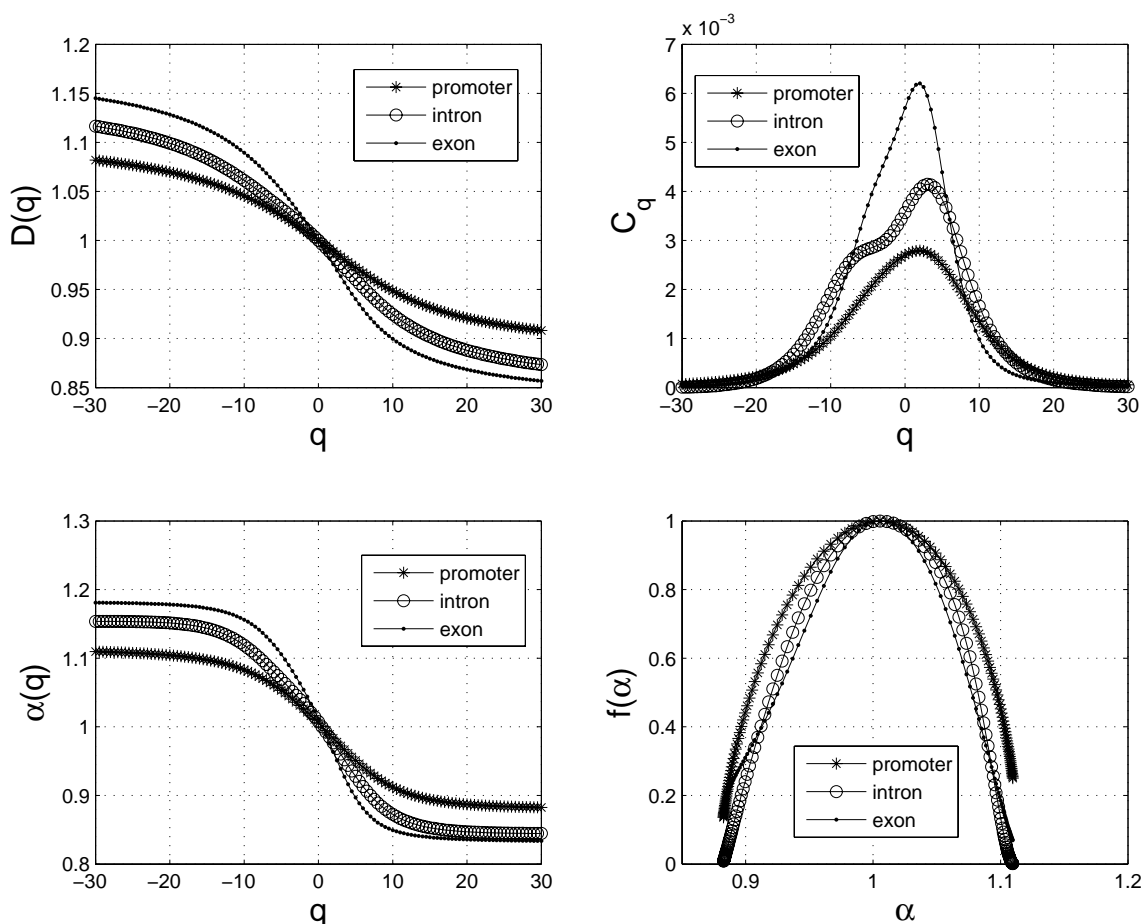 1.2
1.15
1.1
1.05
1
0.95
0.9
0.85
D(q)
−30 −20 −10 0 10 20 30
q
promoter
intron
exon
x 10⁻³
7
6
5
4
3
2
1
0
C_q
−30 −20 −10 0 10 20 30
q
promoter
intron
exon
1.3
1.2
1.1
1
0.9
0.8
α(q)
−30 −20 −10 0 10 20 30
q
promoter
intron
exon
1
0.8
0.6
0.4
0.2
0
f(α)
0.9 1 1.1 1.2
α
promoter
intron
exon